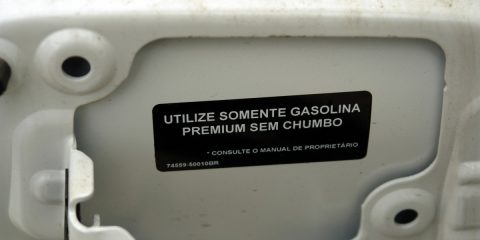 UTILIZE SOMENTE GASOLINA
PREMIUM SEM CHUMBO
* CONSULTE O MANUAL DE PROPRIETÁRIO
74559-50010BR